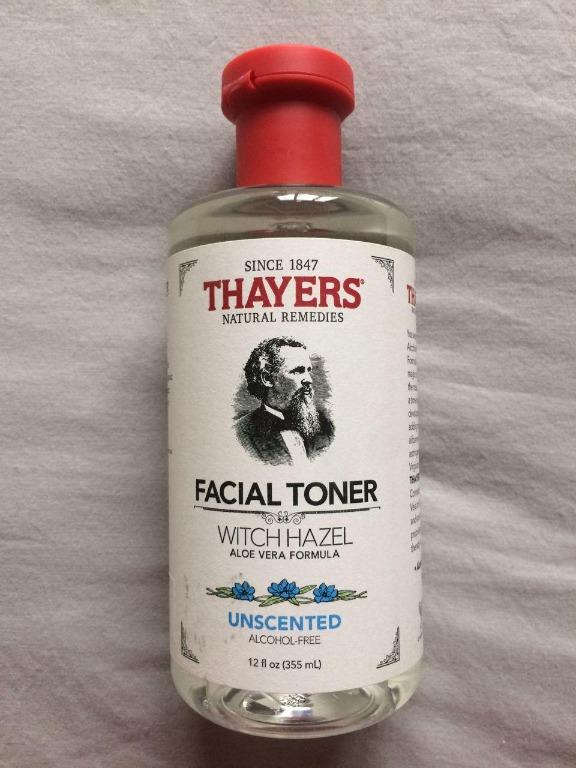 SINCE 1847
THAYERS®
NATURAL REMEDIES
FACIAL TONER
WITCH HAZEL
ALOE VERA FORMULA
UNSCENTED
ALCOHOL-FREE
12 fl oz (355 mL)